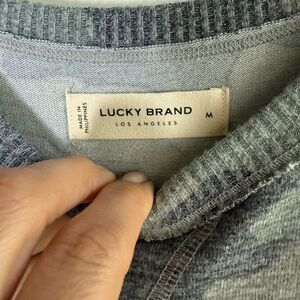 MADE IN
PHILIPPINES
LUCKY BRAND
LOS ANGELES
M